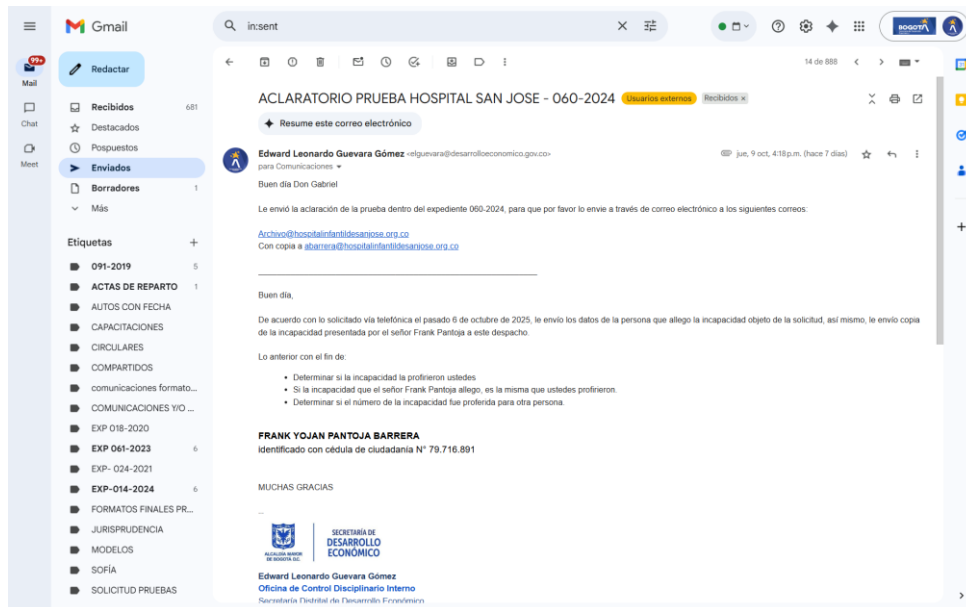 Gmail
in:sent
BOGOTÁ
99+
Mail
Chat
Meet
Redactar
Recibidos 681
Destacados
Pospuestos
Enviados
Borradores 1
Más
Etiquetas +
091-2019 5
ACTAS DE REPARTO 1
AUTOS CON FECHA
CAPACITACIONES
CIRCULARES
COMPARTIDOS
comunicaciones formato...
COMUNICACIONES Y/O ...
EXP 018-2020
EXP 061-2023 6
EXP- 024-2021
EXP-014-2024 6
FORMATOS FINALES PR...
JURISPRUDENCIA
MODELOS
SOFÍA
SOLICITUD PRUEBAS
14 de 888
ACLARATORIO PRUEBA HOSPITAL SAN JOSE - 060-2024 Usuarios externos Recibidos x
Resume este correo electrónico
Edward Leonardo Guevara Gómez <elguevara@desarrolloeconomico.gov.co> jue, 9 oct, 4:18 p.m. (hace 7 días)
para Comunicaciones
Buen día Don Gabriel
Le envió la aclaración de la prueba dentro del expediente 060-2024, para que por favor lo envie a través de correo electrónico a los siguientes correos:
Archivo@hospitalinfantildesanjose.org.co
Con copia a abarrera@hospitalinfantildesanjose.org.co
Buen día,
De acuerdo con lo solicitado vía telefónica el pasado 6 de octubre de 2025, le envío los datos de la persona que allego la incapacidad objeto de la solicitud, así mismo, le envío copia
de la incapacidad presentada por el señor Frank Pantoja a este despacho.
Lo anterior con el fin de:
• Determinar si la incapacidad la profirieron ustedes.
• Si la incapacidad que el señor Frank Pantoja allego, es la misma que ustedes profirieron.
• Determinar si el número de la incapacidad fue proferida para otra persona.
FRANK YOJAN PANTOJA BARRERA
identificado con cédula de ciudadanía N° 79.716.891
MUCHAS GRACIAS
--
ALCALDÍA MAYOR
DE BOGOTÁ D.C.
SECRETARÍA DE
DESARROLLO
ECONÓMICO
Edward Leonardo Guevara Gómez
Oficina de Control Disciplinario Interno
Secretaría Distrital de Desarrollo Económico